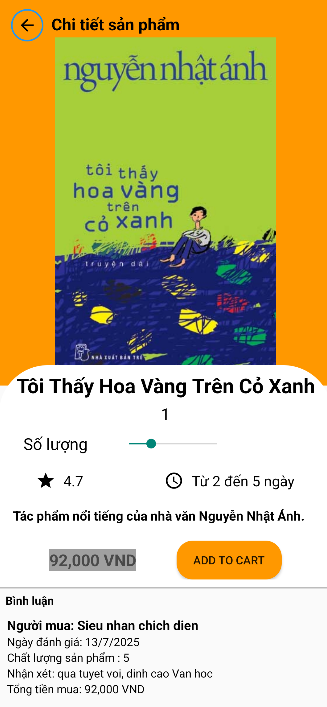 Chi tiết sản phẩm
nguyễn nhật ánh
tôi thấy
hoa vàng
trên
cỏ xanh
truyện dài
NHÀ XUẤT BẢN TRẺ
Tôi Thấy Hoa Vàng Trên Cỏ Xanh
1
Số lượng
4.7
Từ 2 đến 5 ngày
Tác phẩm nổi tiếng của nhà văn Nguyễn Nhật Ánh.
92,000 VND
ADD TO CART
Bình luận
Người mua: Sieu nhan chich dien
Ngày đánh giá: 13/7/2025
Chất lượng sản phẩm : 5
Nhận xét: qua tuyet voi, dinh cao Van hoc
Tổng tiền mua: 92,000 VND